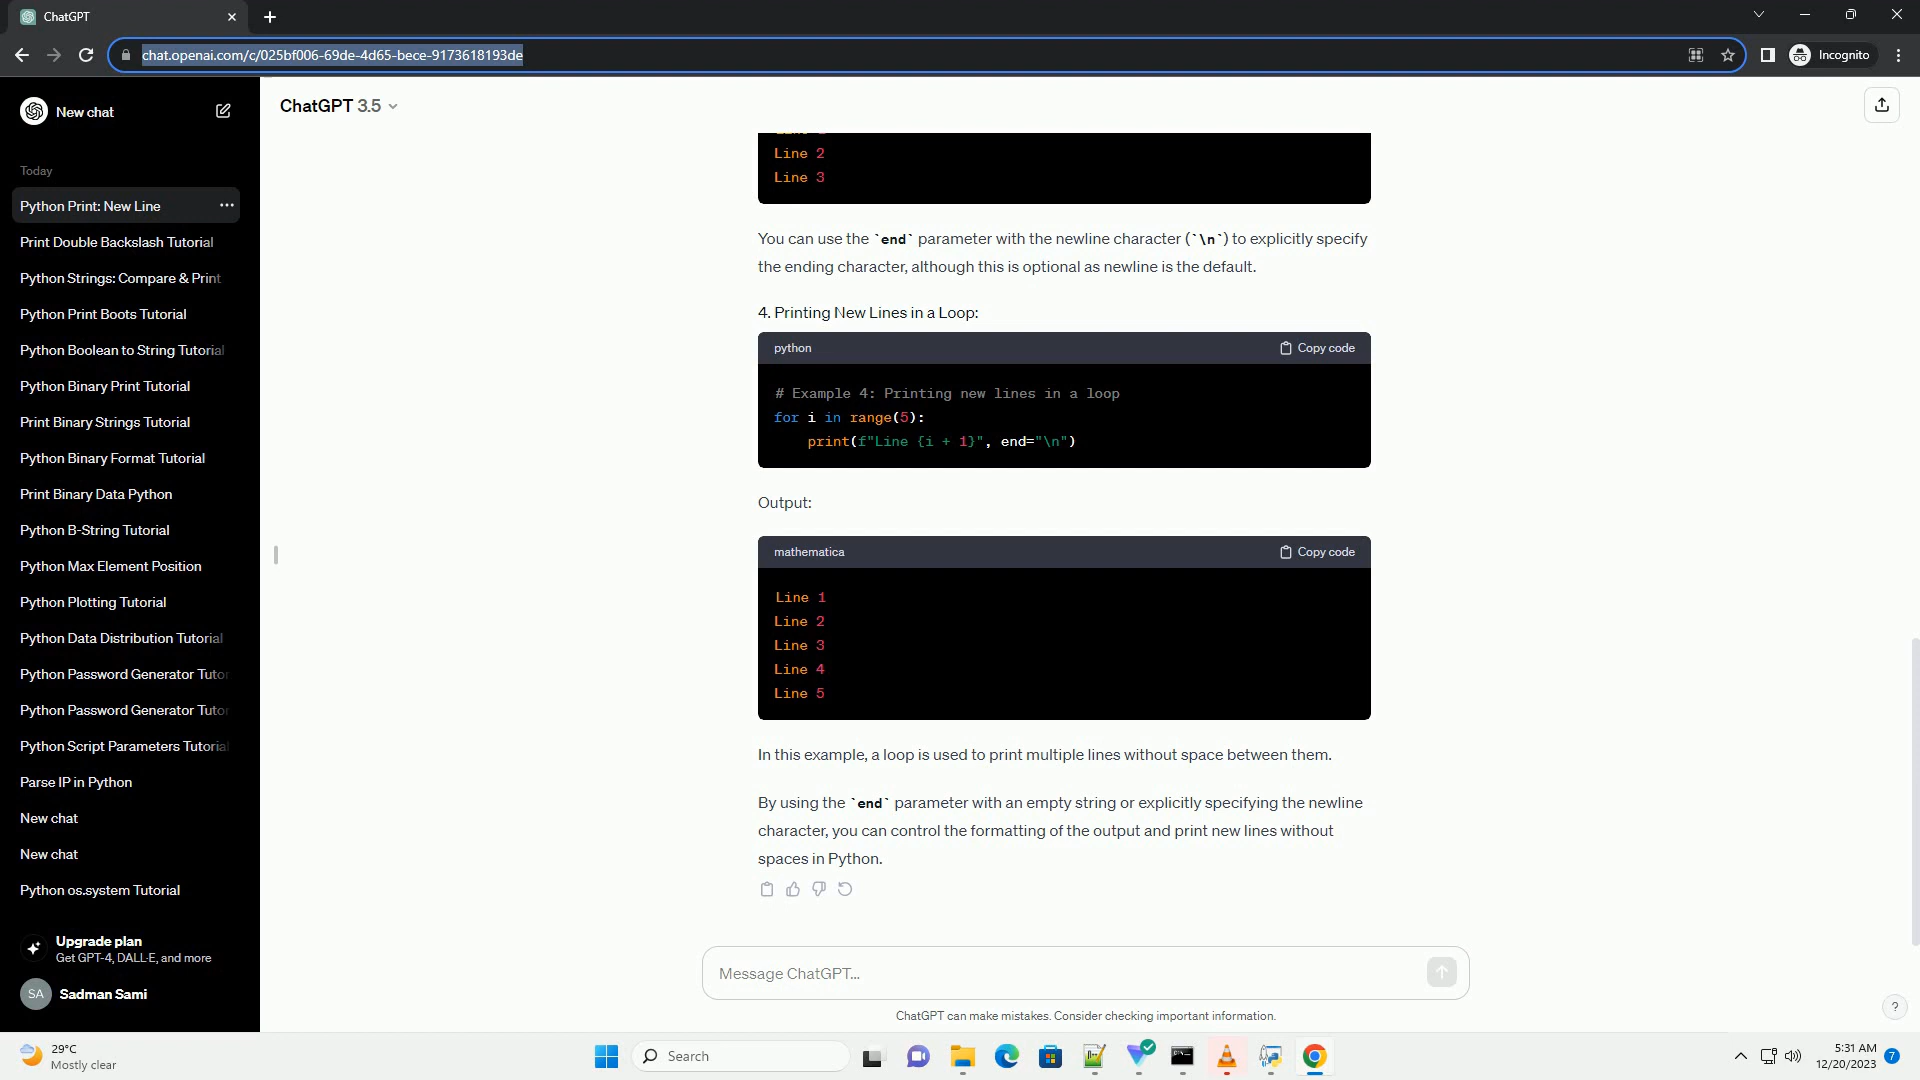 ChatGPT
chat.openai.com/c/025bf006-69de-4d65-bece-9173618193de
Incognito
New chat
Today
Python Print: New Line
Print Double Backslash Tutorial
Python Strings: Compare & Print
Python Print Boots Tutorial
Python Boolean to String Tutorial
Python Binary Print Tutorial
Print Binary Strings Tutorial
Python Binary Format Tutorial
Print Binary Data Python
Python B-String Tutorial
Python Max Element Position
Python Plotting Tutorial
Python Data Distribution Tutorial
Python Password Generator Tutor
Python Password Generator Tutor
Python Script Parameters Tutorial
Parse IP in Python
New chat
New chat
Python os.system Tutorial
Upgrade plan
Get GPT-4, DALL·E, and more
SA Sadman Sami
ChatGPT 3.5
Line 2
Line 3
You can use the `end` parameter with the newline character (`\n`) to explicitly specify
the ending character, although this is optional as newline is the default.
4. Printing New Lines in a Loop:
python Copy code
# Example 4: Printing new lines in a loop
for i in range(5):
print(f"Line {i + 1}", end="\n")
Output:
mathematica Copy code
Line 1
Line 2
Line 3
Line 4
Line 5
In this example, a loop is used to print multiple lines without space between them.
By using the `end` parameter with an empty string or explicitly specifying the newline
character, you can control the formatting of the output and print new lines without
spaces in Python.
Message ChatGPT...
ChatGPT can make mistakes. Consider checking important information.
?
29°C
Mostly clear
Search
5:31 AM
12/20/2023
7